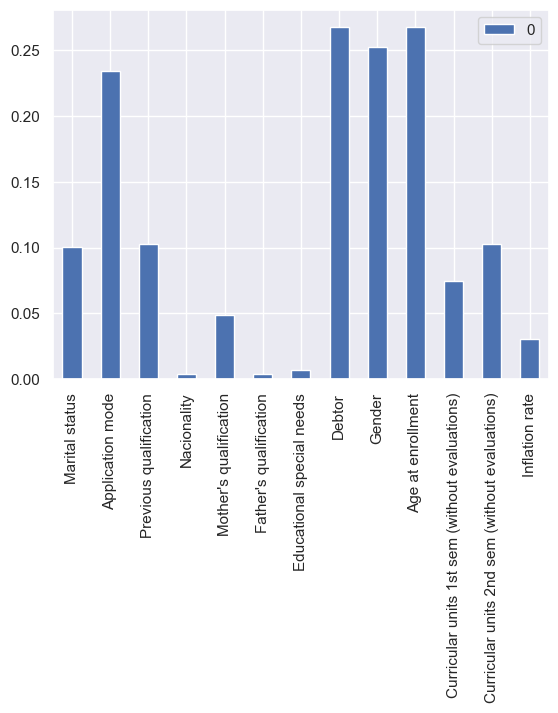 0.25
0.20
0.15
0.10
0.05
0.00
0
Marital status
Application mode
Previous qualification
Nacionality
Mother's qualification
Father's qualification
Educational special needs
Debtor
Gender
Age at enrollment
Curricular units 1st sem (without evaluations)
Curricular units 2nd sem (without evaluations)
Inflation rate